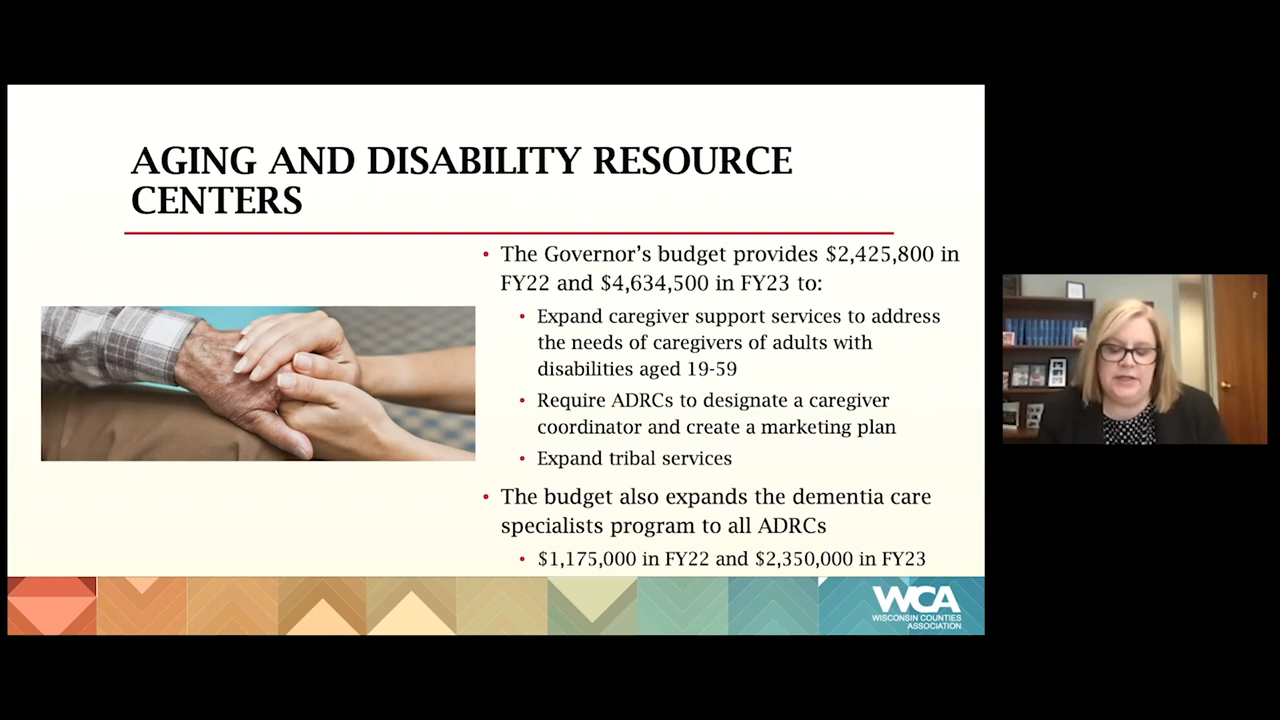 AGING AND DISABILITY RESOURCE
CENTERS
• The Governor's budget provides $2,425,800 in
FY22 and $4,634,500 in FY23 to:
• Expand caregiver support services to address
the needs of caregivers of adults with
disabilities aged 19-59
• Require ADRCs to designate a caregiver
coordinator and create a marketing plan
• Expand tribal services
• The budget also expands the dementia care
specialists program to all ADRCs
• $1,175,000 in FY22 and $2,350,000 in FY23
WCA
WISCONSIN COUNTIES
ASSOCIATION